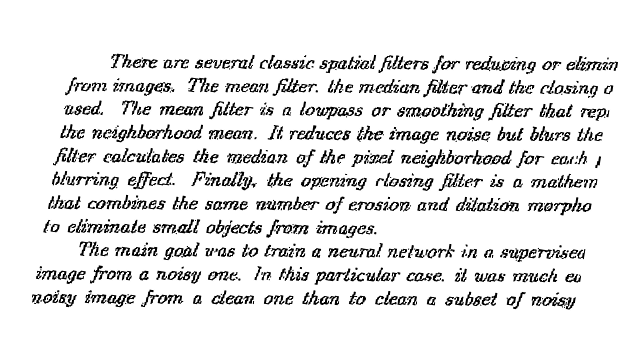 There are several classic spatial filters for reducing or elimin
from images. The mean filter, the median filter and the closing o
used. The mean filter is a lowpass or smoothing filter that repl
the neighborhood mean. It reduces the image noise but blurs the
filter calculates the median of the pixel neighborhood for each
blurring effect. Finally, the opening closing filter is a mathem
that combines the same number of erosion and dilation morpho
to eliminate small objects from images.
The main goal was to train a neural network in a supervised
image from a noisy one. In this particular case, it was much ea
noisy image from a clean one than to clean a subset of noisy